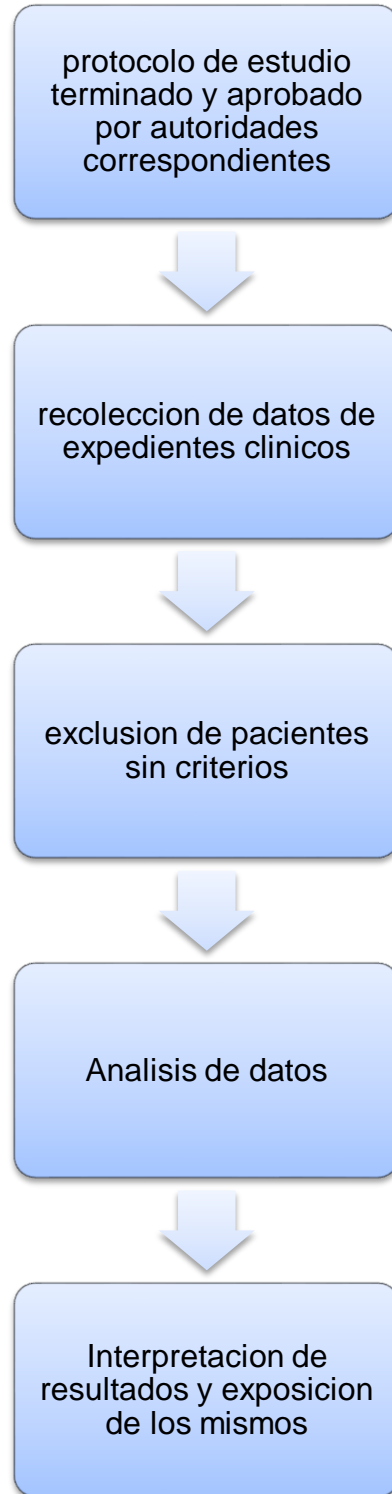 protocolo de estudio
terminado y aprobado
por autoridades
correspondientes
recoleccion de datos de
expedientes clinicos
exclusion de pacientes
sin criterios
Analisis de datos
Interpretacion de
resultados y exposicion
de los mismos